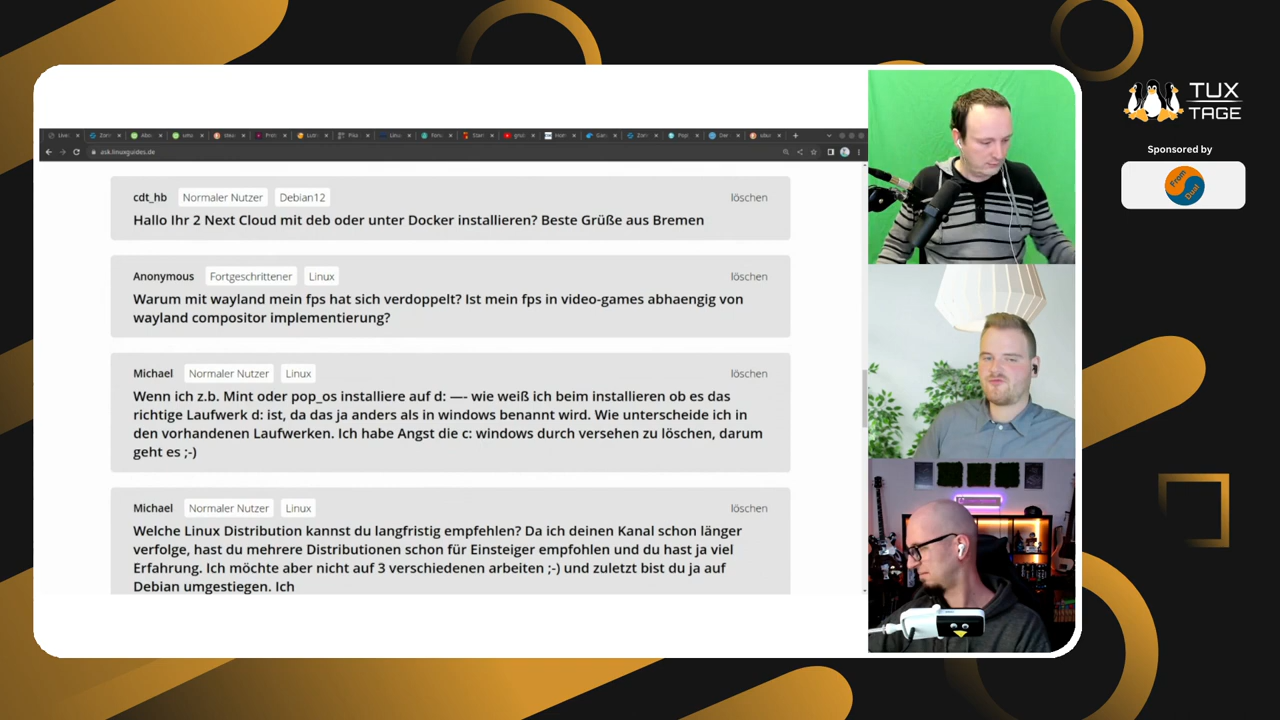 TUX
TAGE
Sponsored by
From
Dual
ask.linuxguides.de
cdt_hb Normaler Nutzer Debian12 löschen
Hallo Ihr 2 Next Cloud mit deb oder unter Docker installieren? Beste Grüße aus Bremen
Anonymous Fortgeschrittener Linux löschen
Warum mit wayland mein fps hat sich verdoppelt? Ist mein fps in video-games abhaengig von
wayland compositor implementierung?
Michael Normaler Nutzer Linux löschen
Wenn ich z.b. Mint oder pop_os installiere auf d: —- wie weiß ich beim installieren ob es das
richtige Laufwerk d: ist, da das ja anders als in windows benannt wird. Wie unterscheide ich in
den vorhandenen Laufwerken. Ich habe Angst die c: windows durch versehen zu löschen, darum
geht es ;-)
Michael Normaler Nutzer Linux löschen
Welche Linux Distribution kannst du langfristig empfehlen? Da ich deinen Kanal schon länger
verfolge, hast du mehrere Distributionen schon für Einsteiger empfohlen und du hast ja viel
Erfahrung. Ich möchte aber nicht auf 3 verschiedenen arbeiten ;-) und zuletzt bist du ja auf
Debian umgestiegen. Ich